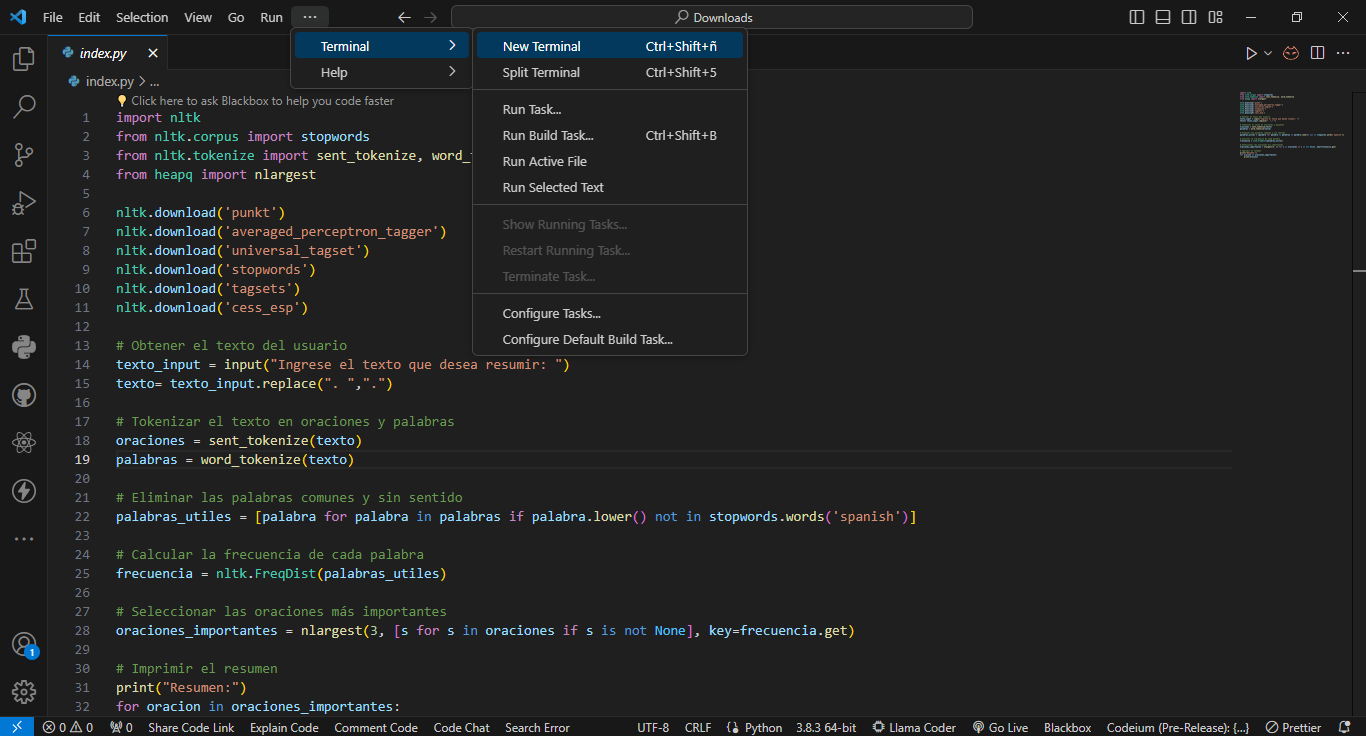 File Edit Selection View Go Run ··· Downloads
index.py
index.py > ...
Terminal
Help
New Terminal Ctrl+Shift+ñ
Split Terminal Ctrl+Shift+5
Run Task...
Run Build Task... Ctrl+Shift+B
Run Active File
Run Selected Text
Show Running Tasks...
Restart Running Task...
Terminate Task...
Configure Tasks...
Configure Default Build Task...
Click here to ask Blackbox to help you code faster
1 import nltk
2 from nltk.corpus import stopwords
3 from nltk.tokenize import sent_tokenize,
4 from heapq import nlargest
5
6 nltk.download('punkt')
7 nltk.download('averaged_perceptron_tagger')
8 nltk.download('universal_tagset')
9 nltk.download('stopwords')
10 nltk.download('tagsets')
11 nltk.download('cess_esp')
12
13 # Obtener el texto del usuario
14 texto_input = input("Ingrese el texto que desea resumir: ")
15 texto= texto_input.replace(". ",".")
16
17 # Tokenizar el texto en oraciones y palabras
18 oraciones = sent_tokenize(texto)
19 palabras = word_tokenize(texto)
20
21 # Eliminar las palabras comunes y sin sentido
22 palabras_utiles = [palabra for palabra in palabras if palabra.lower() not in stopwords.words('spanish')]
23
24 # Calcular la frecuencia de cada palabra
25 frecuencia = nltk.FreqDist(palabras_utiles)
26
27 # Seleccionar las oraciones más importantes
28 oraciones_importantes = nlargest(3, [s for s in oraciones if s is not None], key=frecuencia.get)
29
30 # Imprimir el resumen
31 print("Resumen:")
32 for oracion in oraciones_importantes:
1
0 0 0 Share Code Link Explain Code Comment Code Code Chat Search Error UTF-8 CRLF Python 3.8.3 64-bit Llama Coder Go Live Blackbox Codeium (Pre-Release): {...} Prettier